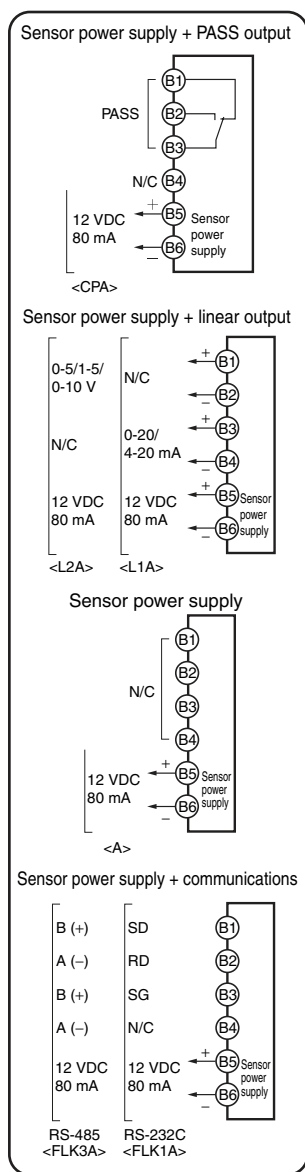 Sensor power supply + PASS output
B1
PASS
B2
B3
N/C
B4
+
12 VDC
80 mA
B5
Sensor
power
supply
B6
−
<CPA>
Sensor power supply + linear output
0-5/1-5/
0-10 V
N/C
+
B1
−
B2
N/C
0-20/
4-20 mA
+
B3
−
B4
12 VDC
80 mA
12 VDC
80 mA
+
B5
Sensor
power
supply
−
B6
<L2A>
<L1A>
Sensor power supply
B1
B2
N/C
B3
B4
12 VDC
80 mA
+
B5
Sensor
power
supply
−
B6
<A>
Sensor power supply + communications
B (+)
SD
B1
A (−)
RD
B2
B (+)
SG
B3
A (−)
N/C
B4
12 VDC
80 mA
12 VDC
80 mA
+
B5
Sensor
power
supply
−
B6
RS-485
<FLK3A>
RS-232C
<FLK1A>